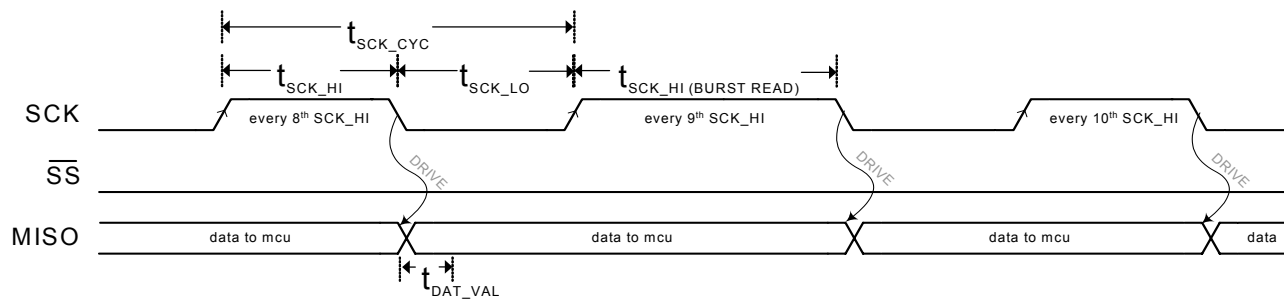 tSCK_CYC
tSCK_HI tSCK_LO tSCK_HI (BURST READ)
SCK every 8th SCK_HI every 9th SCK_HI every 10th SCK_HI
SS DRIVE DRIVE DRIVE
MISO data to mcu data to mcu data to mcu data
tDAT_VAL